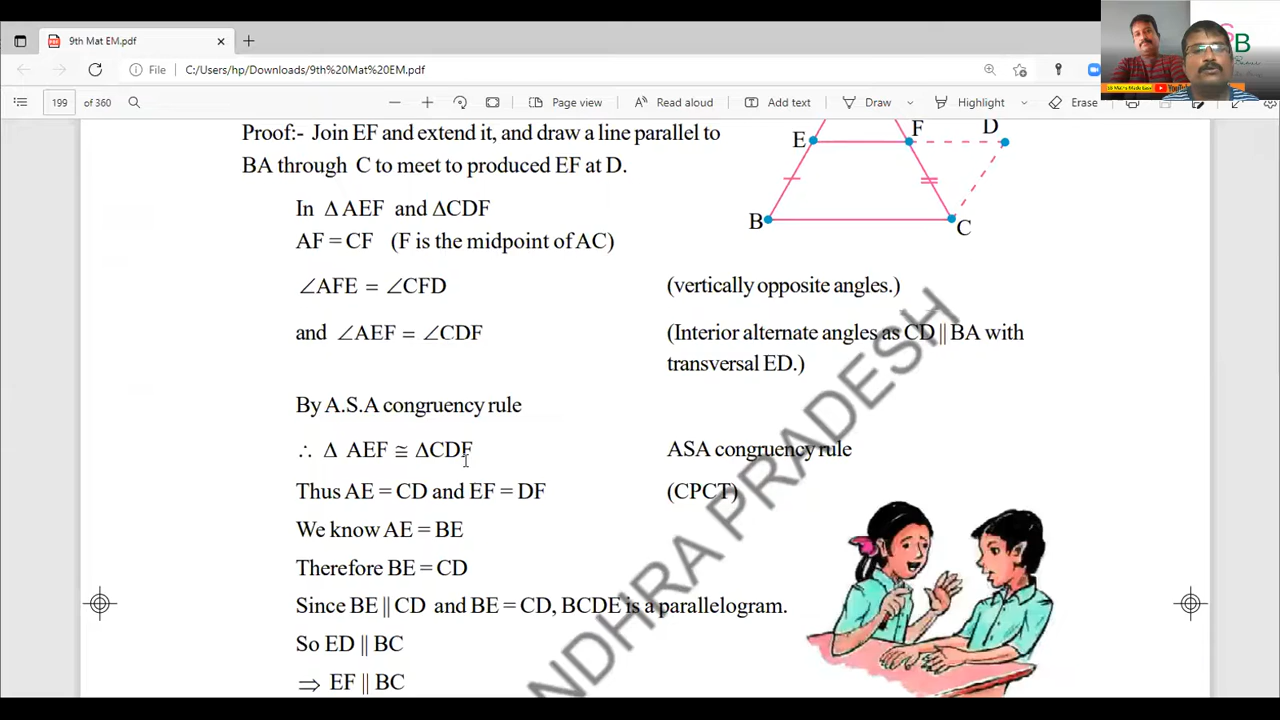 9th Mat EM.pdf
File C:/Users/hp/Downloads/9th%20Mat%20EM.pdf
199 of 360 Page view Read aloud Add text Draw Highlight Erase
Proof:- Join EF and extend it, and draw a line parallel to
BA through C to meet to produced EF at D.
E F D
B C
In Δ AEF and ΔCDF
AF = CF (F is the midpoint of AC)
∠AFE = ∠CFD (vertically opposite angles.)
and ∠AEF = ∠CDF (Interior alternate angles as CD || BA with
transversal ED.)
By A.S.A congruency rule
∴ Δ AEF ≅ ΔCDF ASA congruency rule
Thus AE = CD and EF = DF (CPCT)
We know AE = BE
Therefore BE = CD
Since BE || CD and BE = CD, BCDE is a parallelogram.
So ED || BC
⇒ EF || BC
NDHRA PRADESH
B